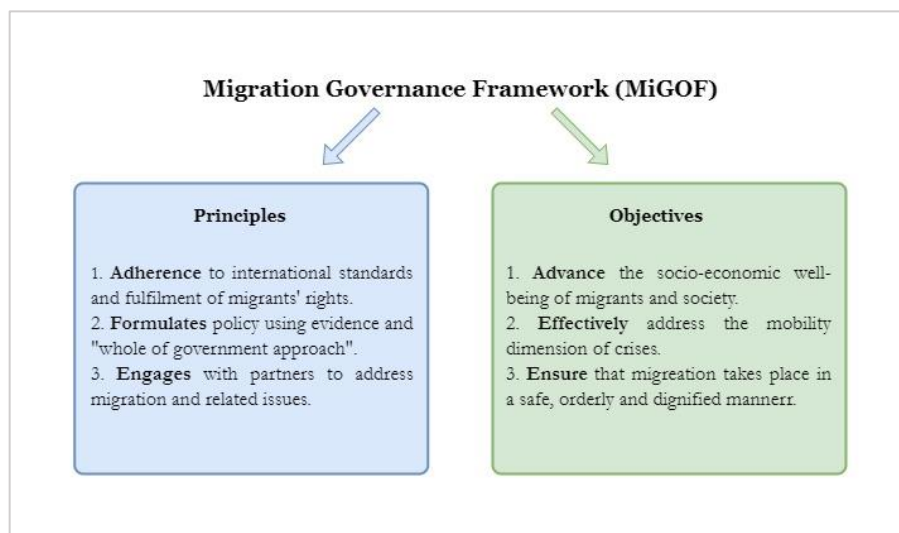 Migration Governance Framework (MiGOF)
Principles
1. Adherence to international standards
and fulfilment of migrants' rights.
2. Formulates policy using evidence and
"whole of government approach".
3. Engages with partners to address
migration and related issues.
Objectives
1. Advance the socio-economic well-
being of migrants and society.
2. Effectively address the mobility
dimension of crises.
3. Ensure that migreation takes place in
a safe, orderly and dignified mannerr.